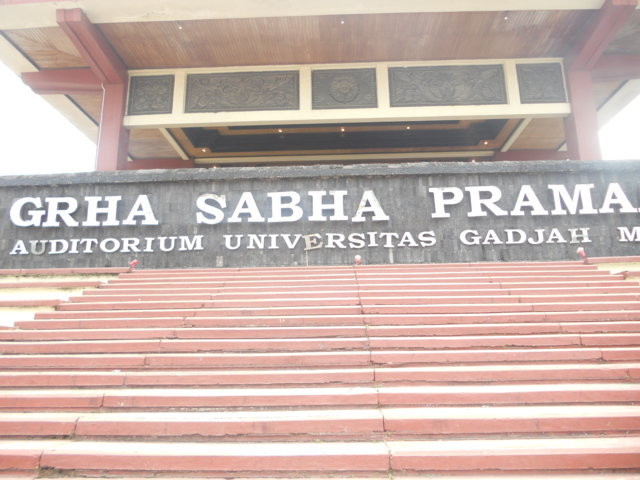 GRHA SABHA PRAMA
AUDITORIUM UNIVERSITAS GADJAH M